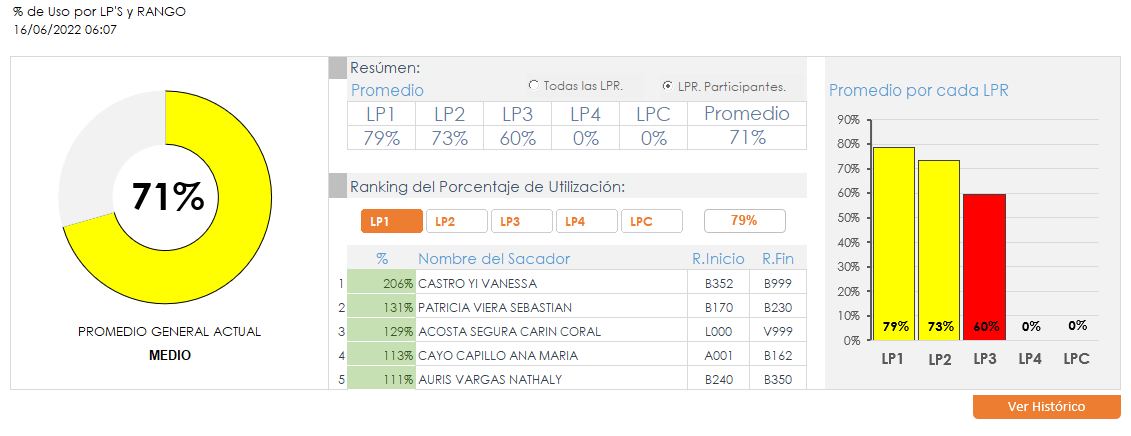 % de Uso por LP'S y RANGO
16/06/2022 06:07
71%
PROMEDIO GENERAL ACTUAL
MEDIO
Resúmen:
Promedio
Todas las LPR.
LPR. Participantes.
LP1 LP2 LP3 LP4 LPC Promedio
79% 73% 60% 0% 0% 71%
Ranking del Porcentaje de Utilización:
LP1 LP2 LP3 LP4 LPC 79%
% Nombre del Sacador R.Inicio R.Fin
1 206% CASTRO YI VANESSA B352 B999
2 131% PATRICIA VIERA SEBASTIAN B170 B230
3 129% ACOSTA SEGURA CARIN CORAL L000 V999
4 113% CAYO CAPILLO ANA MARIA A001 B162
5 111% AURIS VARGAS NATHALY B240 B350
Promedio por cada LPR
90%
80%
70%
60%
50%
40%
30%
20%
10%
0%
79% 73% 60% 0% 0%
LP1 LP2 LP3 LP4 LPC
Ver Histórico